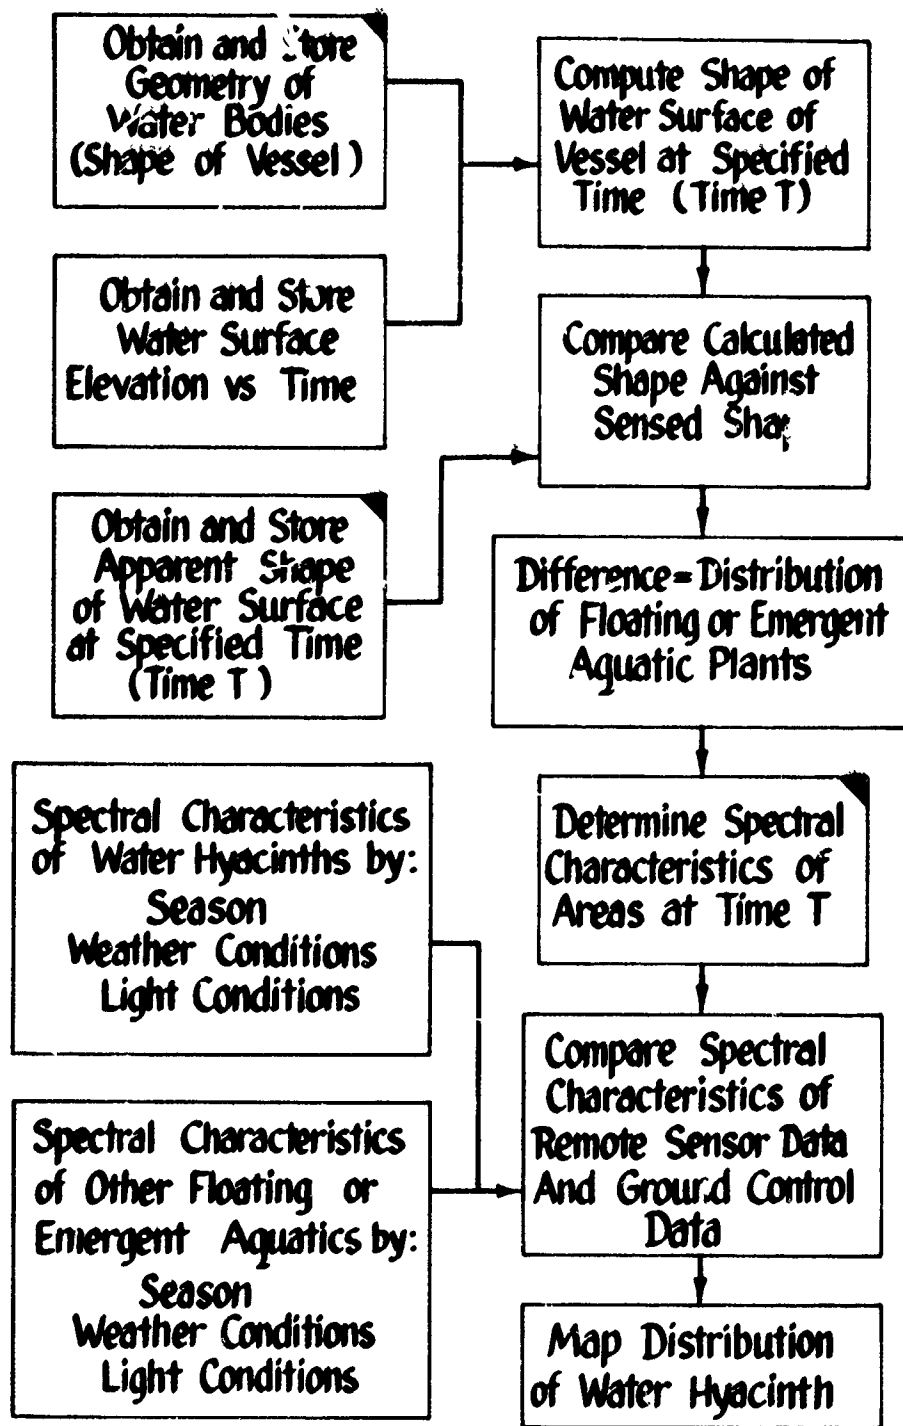 Obtain and Store
Geometry of
Water Bodies
(Shape of Vessel)
Obtain and Store
Water Surface
Elevation vs Time
Obtain and Store
Apparent Shape
of Water Surface
at Specified Time
(Time T)
Spectral Characteristics
of Water Hyacinths by:
Season
Weather Conditions
Light Conditions
Spectral Characteristics
of Other Floating or
Emergent Aquatics by:
Season
Weather Conditions
Light Conditions
Compute Shape of
Water Surface of
Vessel at Specified
Time (Time T)
Compare Calculated
Shape Against
Sensed Shap
Difference=Distribution
of Floating or Emergent
Aquatic Plants
Determine Spectral
Characteristics of
Areas at Time T
Compare Spectral
Characteristics of
Remote Sensor Data
And Ground Control
Data
Map Distribution
of Water Hyacinth